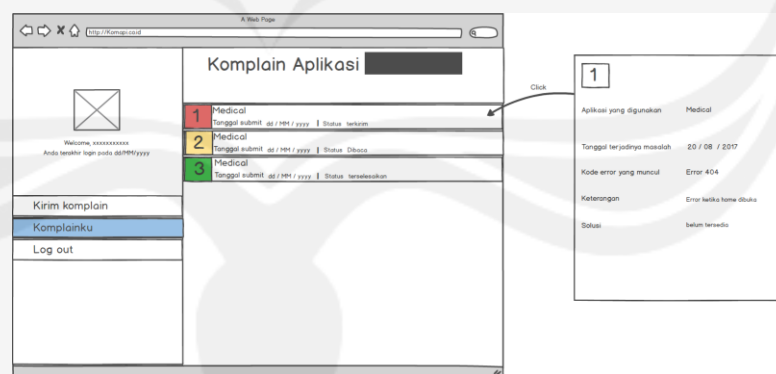 A Web Page
http://Komapi.co.id
Komplain Aplikasi
Welcome, xxxxxxxxxxx
Anda terakhir login pada dd/MM/yyyy
Kirim komplain
Komplainku
Log out
1
Medical
Tanggal submit dd / MM / yyyy | Status terkirim
2
Medical
Tanggal submit dd / MM / yyyy | Status Dibaca
3
Medical
Tanggal submit dd / MM / yyyy | Status terselesaikan
Click
1
Aplikasi yang digunakan Medical
Tanggal terjadinya masalah 20 / 08 / 2017
Kode error yang muncul Error 404
Keterangan Error ketika home dibuka
Solusi belum tersedia